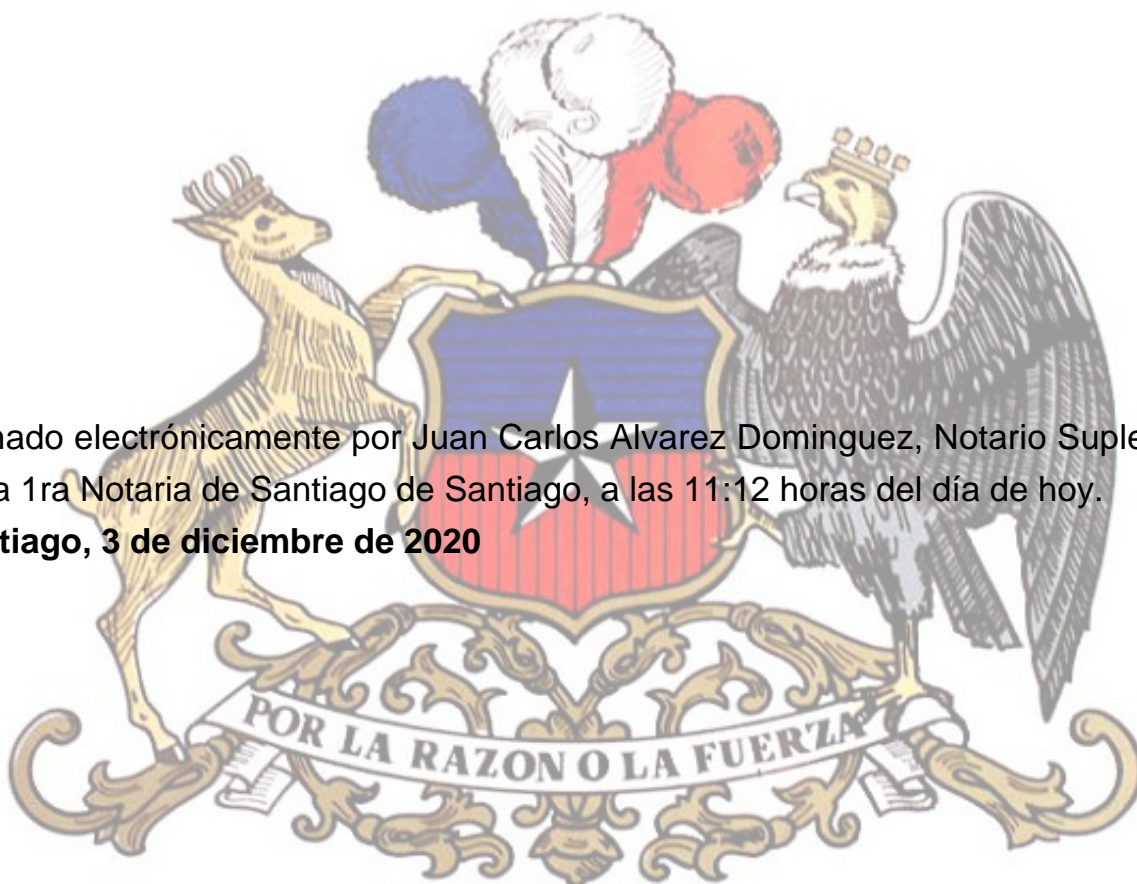 nado electrónicamente por Juan Carlos Alvarez Dominguez, Notario Suple
a 1ra Notaria de Santiago de Santiago, a las 11:12 horas del día de hoy.
tiago, 3 de diciembre de 2020
POR LA RAZON O LA FUERZA